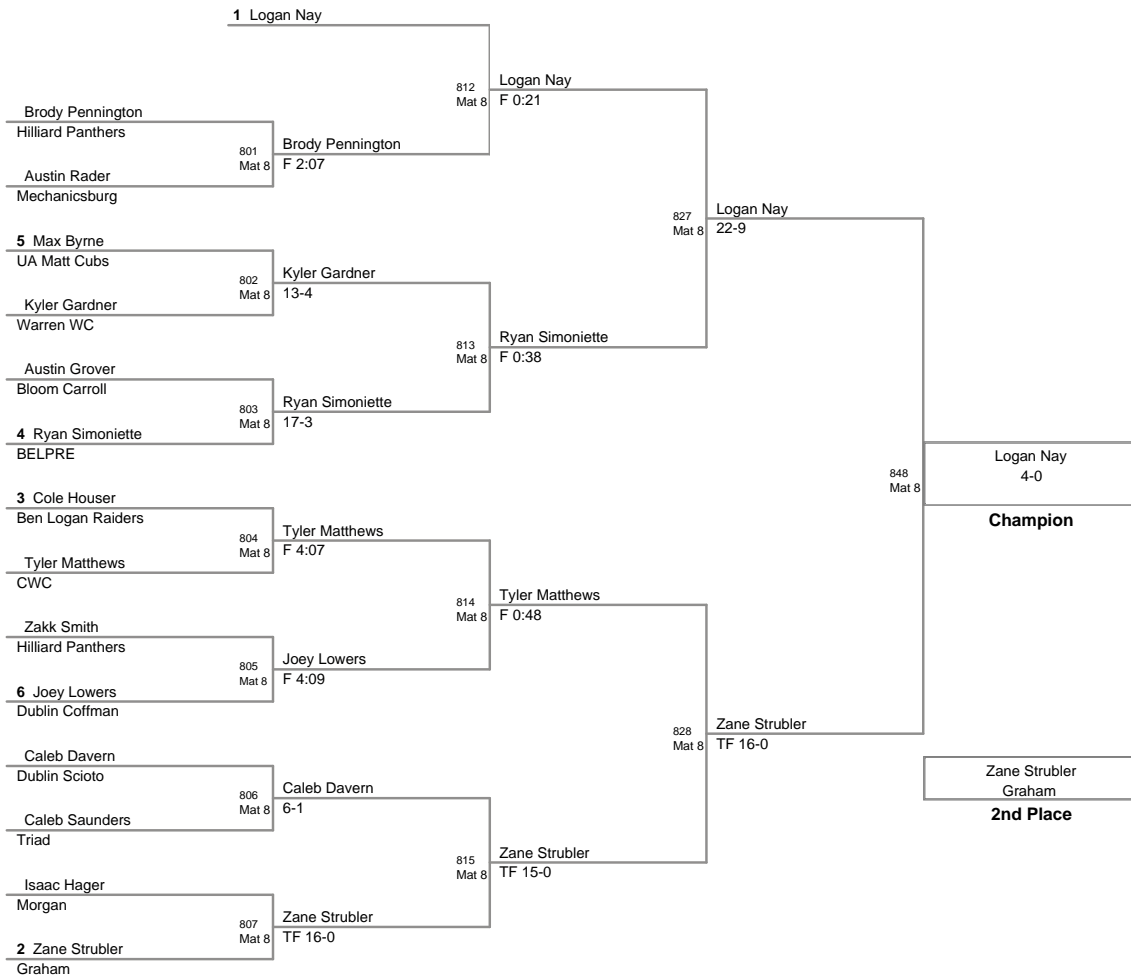 1 Logan Nay
812
Mat 8
Logan Nay
F 0:21
Brody Pennington
Hilliard Panthers
801
Mat 8
Brody Pennington
F 2:07
Austin Rader
Mechanicsburg
827
Mat 8
Logan Nay
22-9
5 Max Byrne
UA Matt Cubs
802
Mat 8
Kyler Gardner
13-4
Kyler Gardner
Warren WC
813
Mat 8
Ryan Simoniette
F 0:38
Austin Grover
Bloom Carroll
803
Mat 8
Ryan Simoniette
17-3
4 Ryan Simoniette
BELPRE
848
Mat 8
Logan Nay
4-0
Champion
3 Cole Houser
Ben Logan Raiders
804
Mat 8
Tyler Matthews
F 4:07
Tyler Matthews
CWC
814
Mat 8
Tyler Matthews
F 0:48
Zakk Smith
Hilliard Panthers
805
Mat 8
Joey Lowers
F 4:09
6 Joey Lowers
Dublin Coffman
828
Mat 8
Zane Strubler
TF 16-0
Caleb Davern
Dublin Scioto
806
Mat 8
Caleb Davern
6-1
Caleb Saunders
Triad
Zane Strubler
Graham
2nd Place
815
Mat 8
Zane Strubler
TF 15-0
Isaac Hager
Morgan
807
Mat 8
Zane Strubler
TF 16-0
2 Zane Strubler
Graham